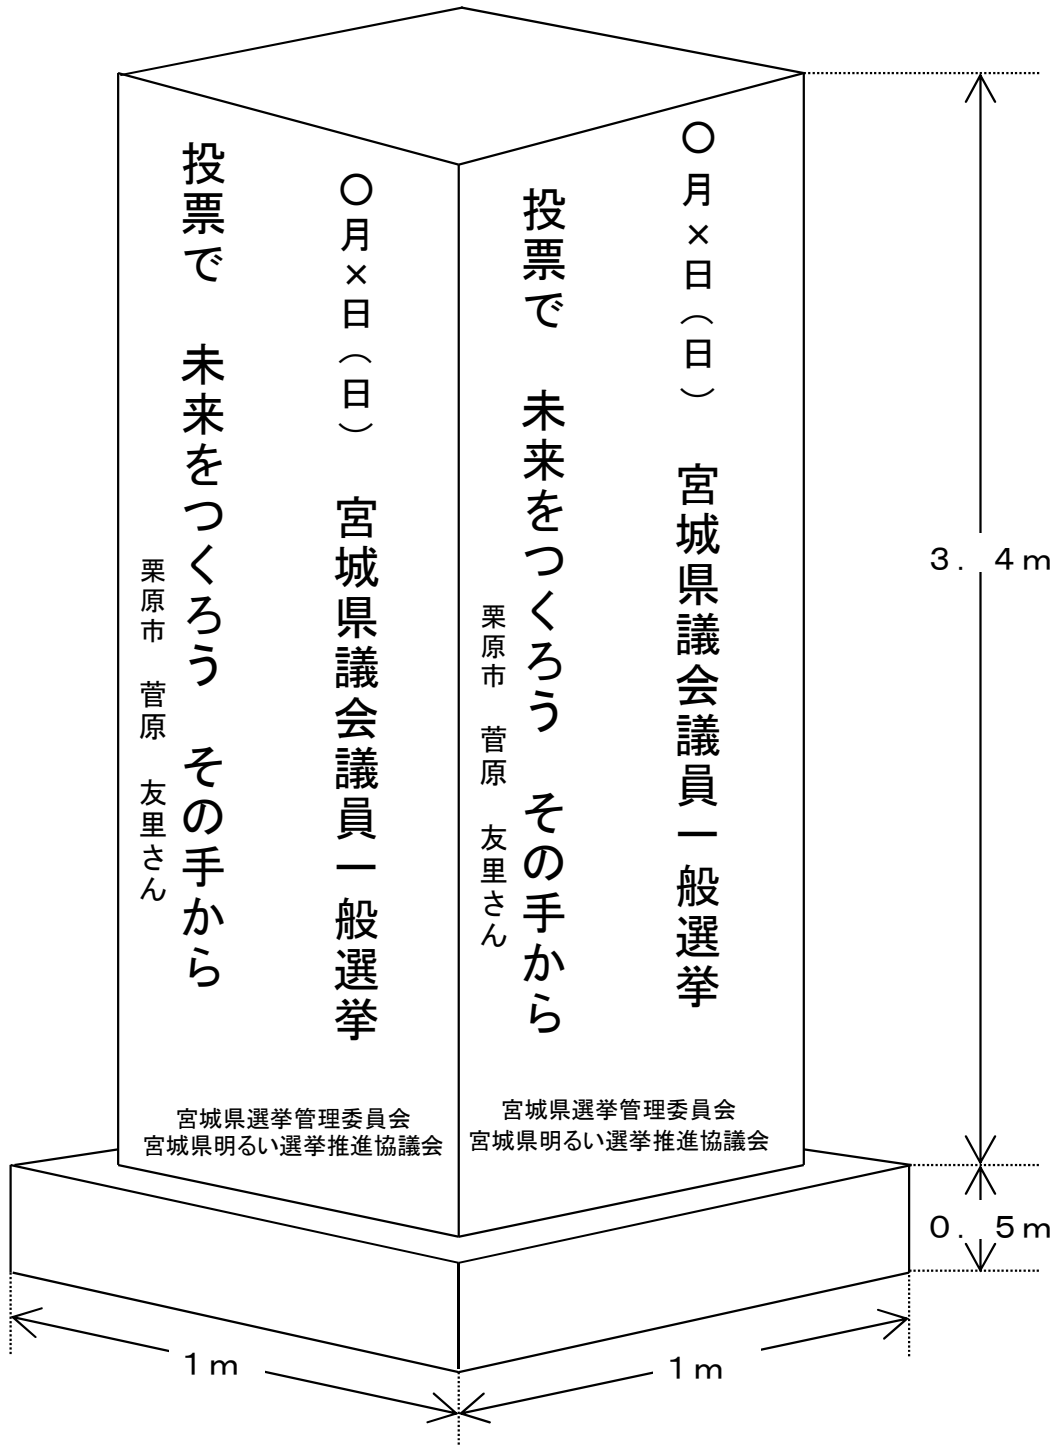 〇月×日（日）　宮城県議会議員一般選挙
投票で　未来をつくろう　その手から
栗原市　菅原　友里さん
宮城県選挙管理委員会
宮城県明るい選挙推進協議会
〇月×日（日）　宮城県議会議員一般選挙
投票で　未来をつくろう　その手から
栗原市　菅原　友里さん
宮城県選挙管理委員会
宮城県明るい選挙推進協議会
３．４ｍ
０．５ｍ
１ｍ
１ｍ